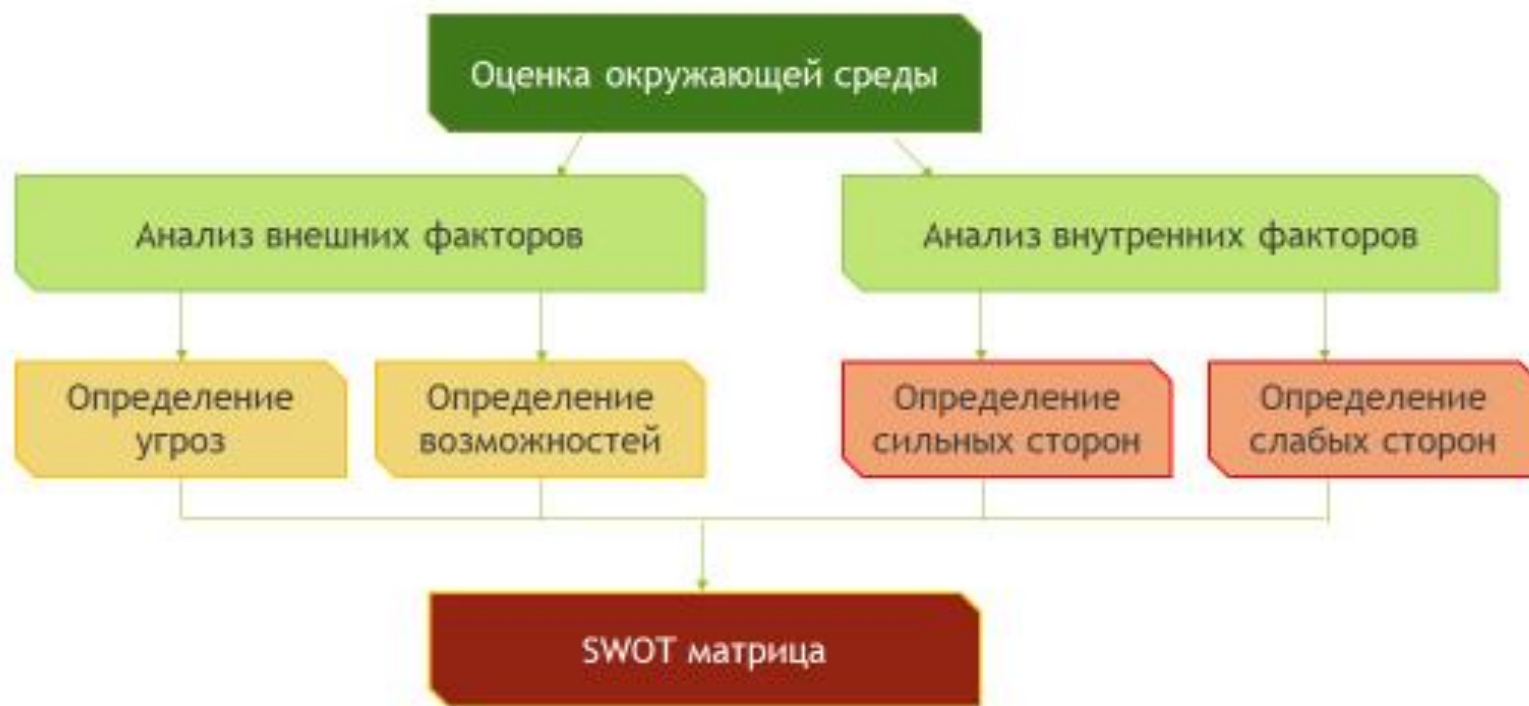 Оценка окружающей среды
Анализ внешних факторов
Анализ внутренних факторов
Определение
угроз
Определение
возможностей
Определение
сильных сторон
Определение
слабых сторон
SWOT матрица